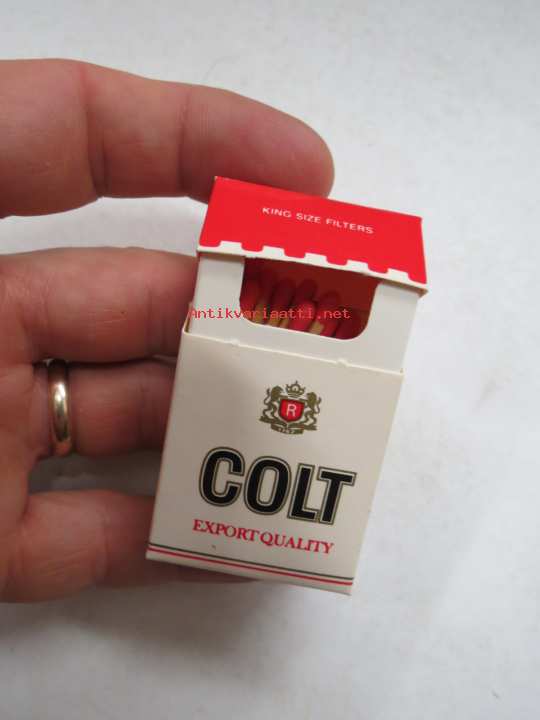 KING SIZE FILTERS
Antikvariaatti.net
R
COLT
EXPORT QUALITY